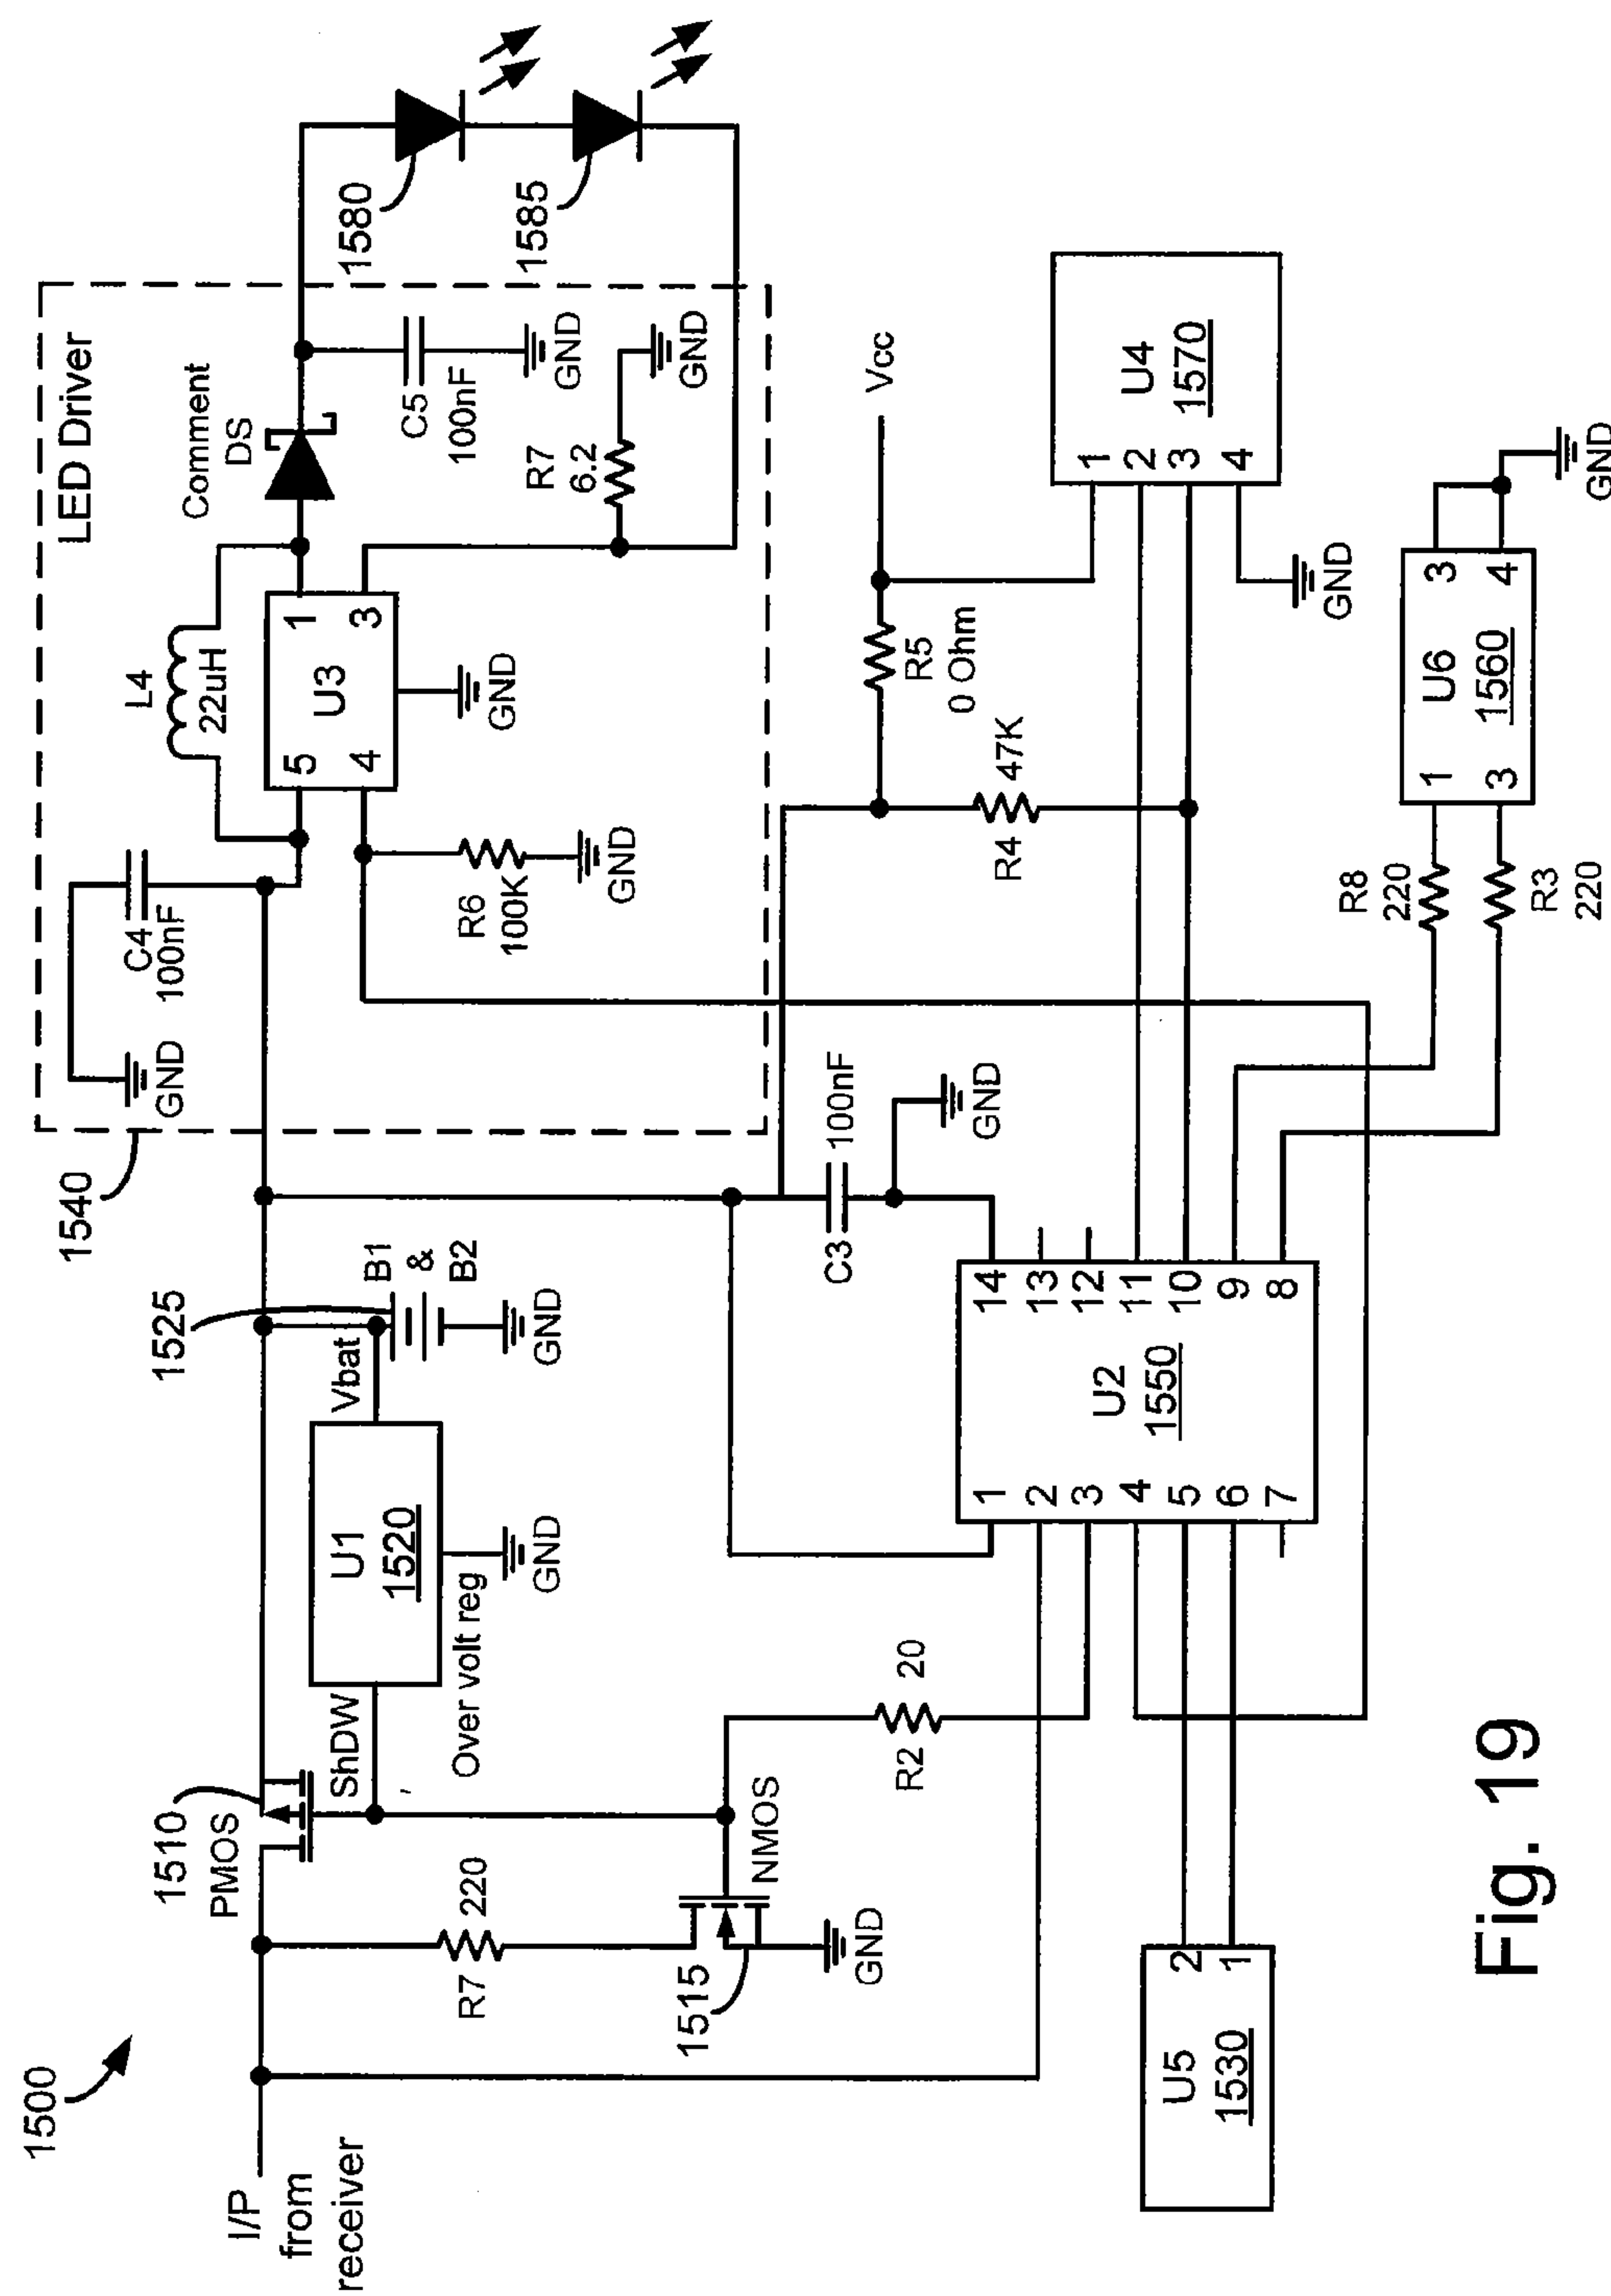 1500
I/P
from
receiver
1510
PMOS
ShDW
R7
220
1515
NMOS
GND
U1
1520
Over volt reg
GND
Vbat
1525
B1
&
B2
GND
1540
LED Driver
GND
C4
100nF
L4
22uH
5
4
U3
1
3
GND
R6
100K
GND
Comment
DS
C5
100nF
GND
R7
6.2
GND
1580
1585
R2
20
C3
100nF
GND
U2
1550
1
2
3
4
5
6
7
14
13
12
11
10
9
8
U5
1530
2
1
R4
47K
R5
0 Ohm
Vcc
U4
1570
1
2
3
4
GND
R8
220
R3
220
U6
1560
1
3
3
4
GND
Fig. 19